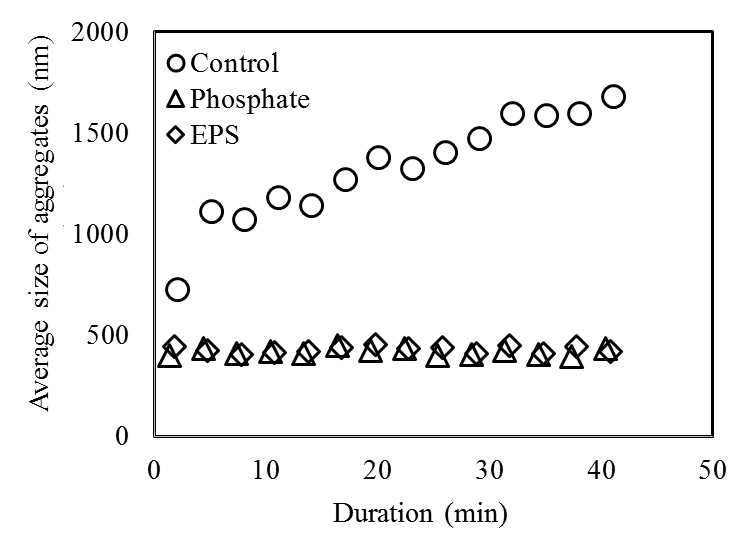 2000
Control
Phosphate
1500
EPS
1000
500
0
0 10 20 30 40 50
Duration (min)
Average size of aggregates (nm)